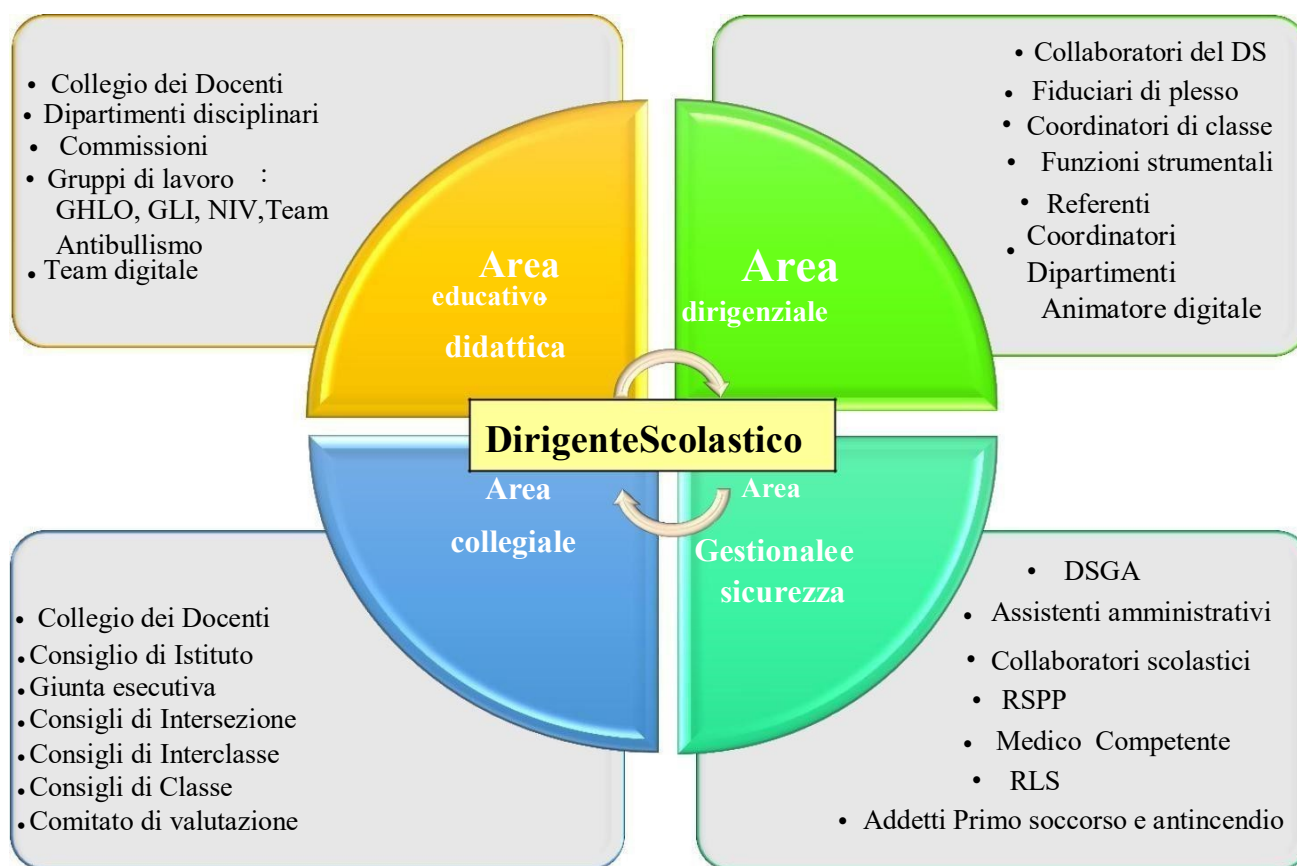 • Collegio dei Docenti
• Dipartimenti disciplinari
• Commissioni
• Gruppi di lavoro :
GHLO, GLI, NIV,Team
Antibullismo
• Team digitale
• Collaboratori del DS
• Fiduciari di plesso
• Coordinatori di classe
• Funzioni strumentali
• Referenti
• Coordinatori
Dipartimenti
Animatore digitale
Area
educativo-
didattica
Area
dirigenziale
DirigenteScolastico
Area
collegiale
Area
Gestionalee
sicurezza
• Collegio dei Docenti
• Consiglio di Istituto
• Giunta esecutiva
• Consigli di Intersezione
• Consigli di Interclasse
• Consigli di Classe
• Comitato di valutazione
• DSGA
• Assistenti amministrativi
• Collaboratori scolastici
• RSPP
• Medico Competente
• RLS
• Addetti Primo soccorso e antincendio